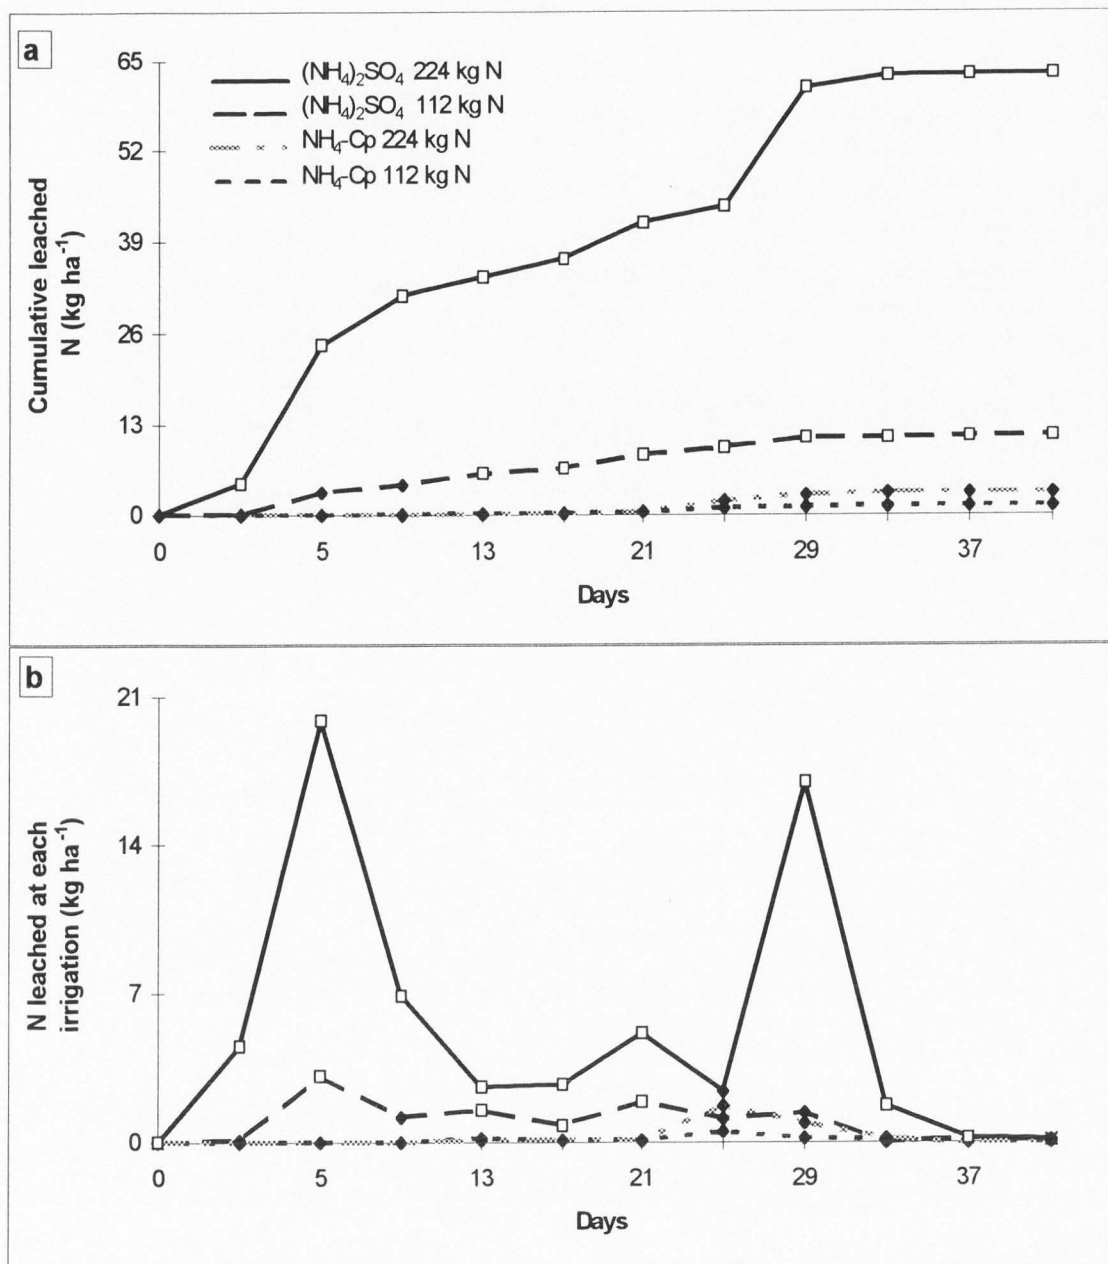 a
65
52
39
26
13
0
Cumulative leached
N (kg ha⁻¹)
(NH₄)₂SO₄ 224 kg N
(NH₄)₂SO₄ 112 kg N
NH₄-Cp 224 kg N
NH₄-Cp 112 kg N
0 5 13 21 29 37
Days
b
21
14
7
0
N leached at each
irrigation (kg ha⁻¹)
0 5 13 21 29 37
Days